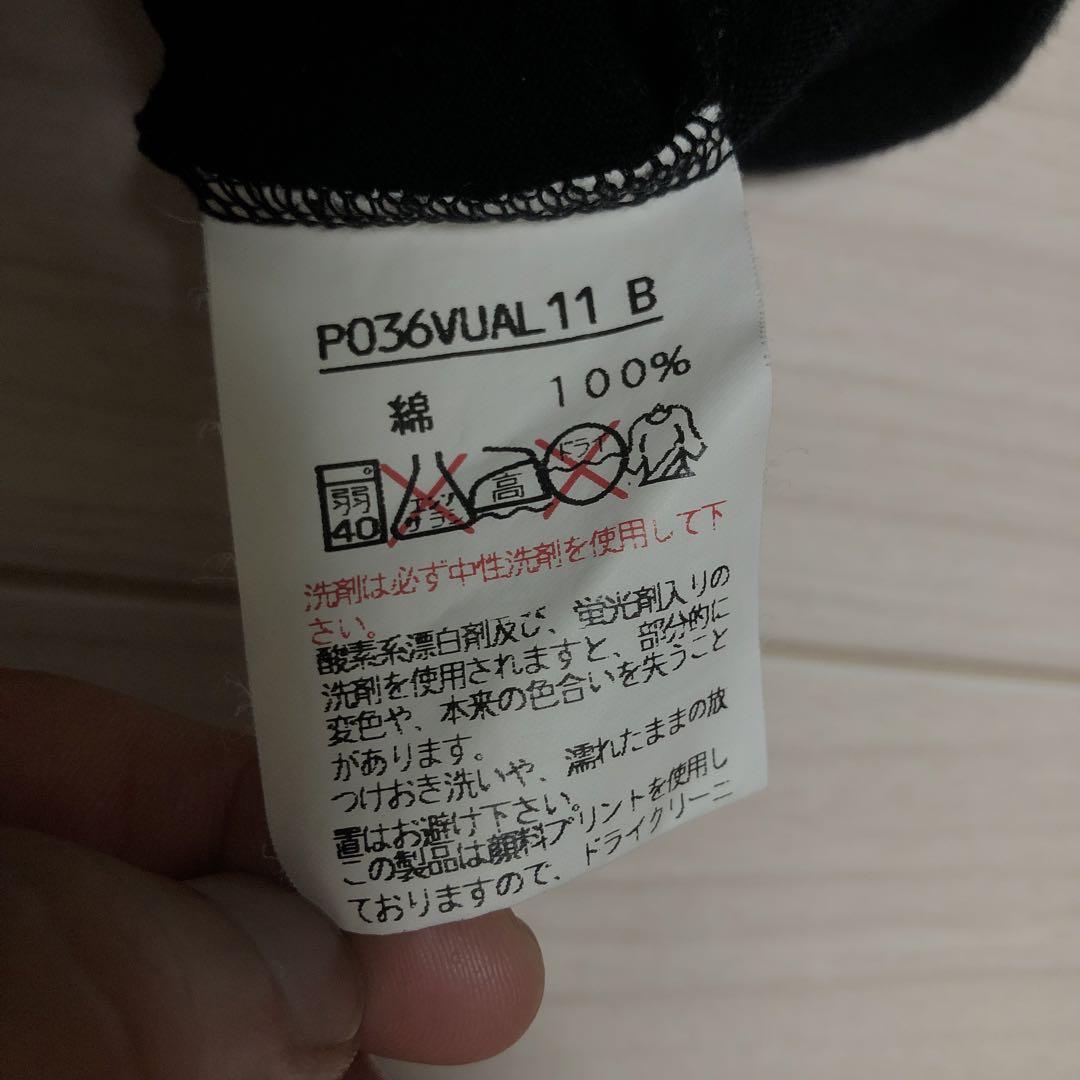 P036VUAL11 B
綿 100%
弱 40 エンソサラシ 高 ドライ
洗剤は必ず中性洗剤を使用して下
さい。
酸素系漂白剤及び、蛍光剤入りの
洗剤を使用されますと、部分的に
変色や、本来の色合いを失うこと
があります。
つけおき洗いや、濡れたままの放
置はお避け下さい。
この製品は顔料プリントを使用し
ておりますので、ドライクリーニ